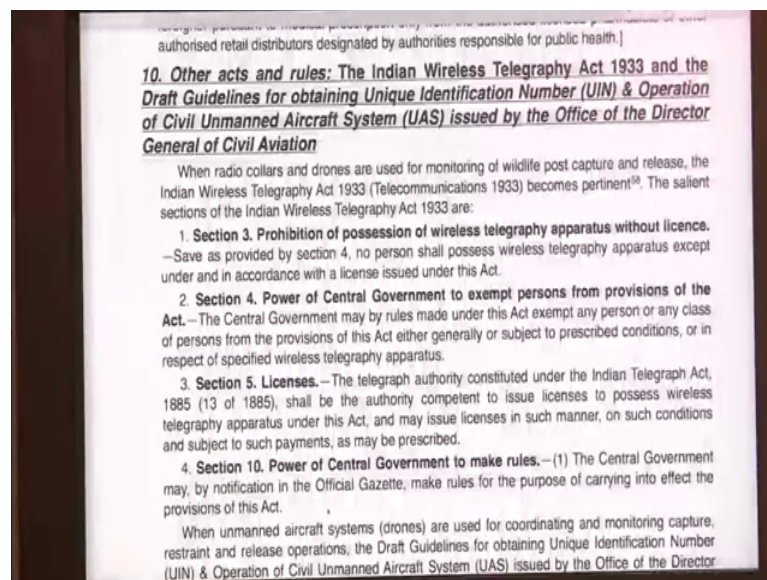 foreigner pursuant to medical prescription only from the authorised licensed pharmacists or other
authorised retail distributors designated by authorities responsible for public health.]
10. Other acts and rules: The Indian Wireless Telegraphy Act 1933 and the
Draft Guidelines for obtaining Unique Identification Number (UIN) & Operation
of Civil Unmanned Aircraft System (UAS) issued by the Office of the Director
General of Civil Aviation
When radio collars and drones are used for monitoring of wildlife post capture and release, the
Indian Wireless Telegraphy Act 1933 (Telecommunications 1933) becomes pertinent⁵⁸. The salient
sections of the Indian Wireless Telegraphy Act 1933 are:
1. Section 3. Prohibition of possession of wireless telegraphy apparatus without licence.
—Save as provided by section 4, no person shall possess wireless telegraphy apparatus except
under and in accordance with a license issued under this Act.
2. Section 4. Power of Central Government to exempt persons from provisions of the
Act.—The Central Government may by rules made under this Act exempt any person or any class
of persons from the provisions of this Act either generally or subject to prescribed conditions, or in
respect of specified wireless telegraphy apparatus.
3. Section 5. Licenses.—The telegraph authority constituted under the Indian Telegraph Act,
1885 (13 of 1885), shall be the authority competent to issue licenses to possess wireless
telegraphy apparatus under this Act, and may issue licenses in such manner, on such conditions
and subject to such payments, as may be prescribed.
4. Section 10. Power of Central Government to make rules.—(1) The Central Government
may, by notification in the Official Gazette, make rules for the purpose of carrying into effect the
provisions of this Act.
When unmanned aircraft systems (drones) are used for coordinating and monitoring capture,
restraint and release operations, the Draft Guidelines for obtaining Unique Identification Number
(UIN) & Operation of Civil Unmanned Aircraft System (UAS) issued by the Office of the Director